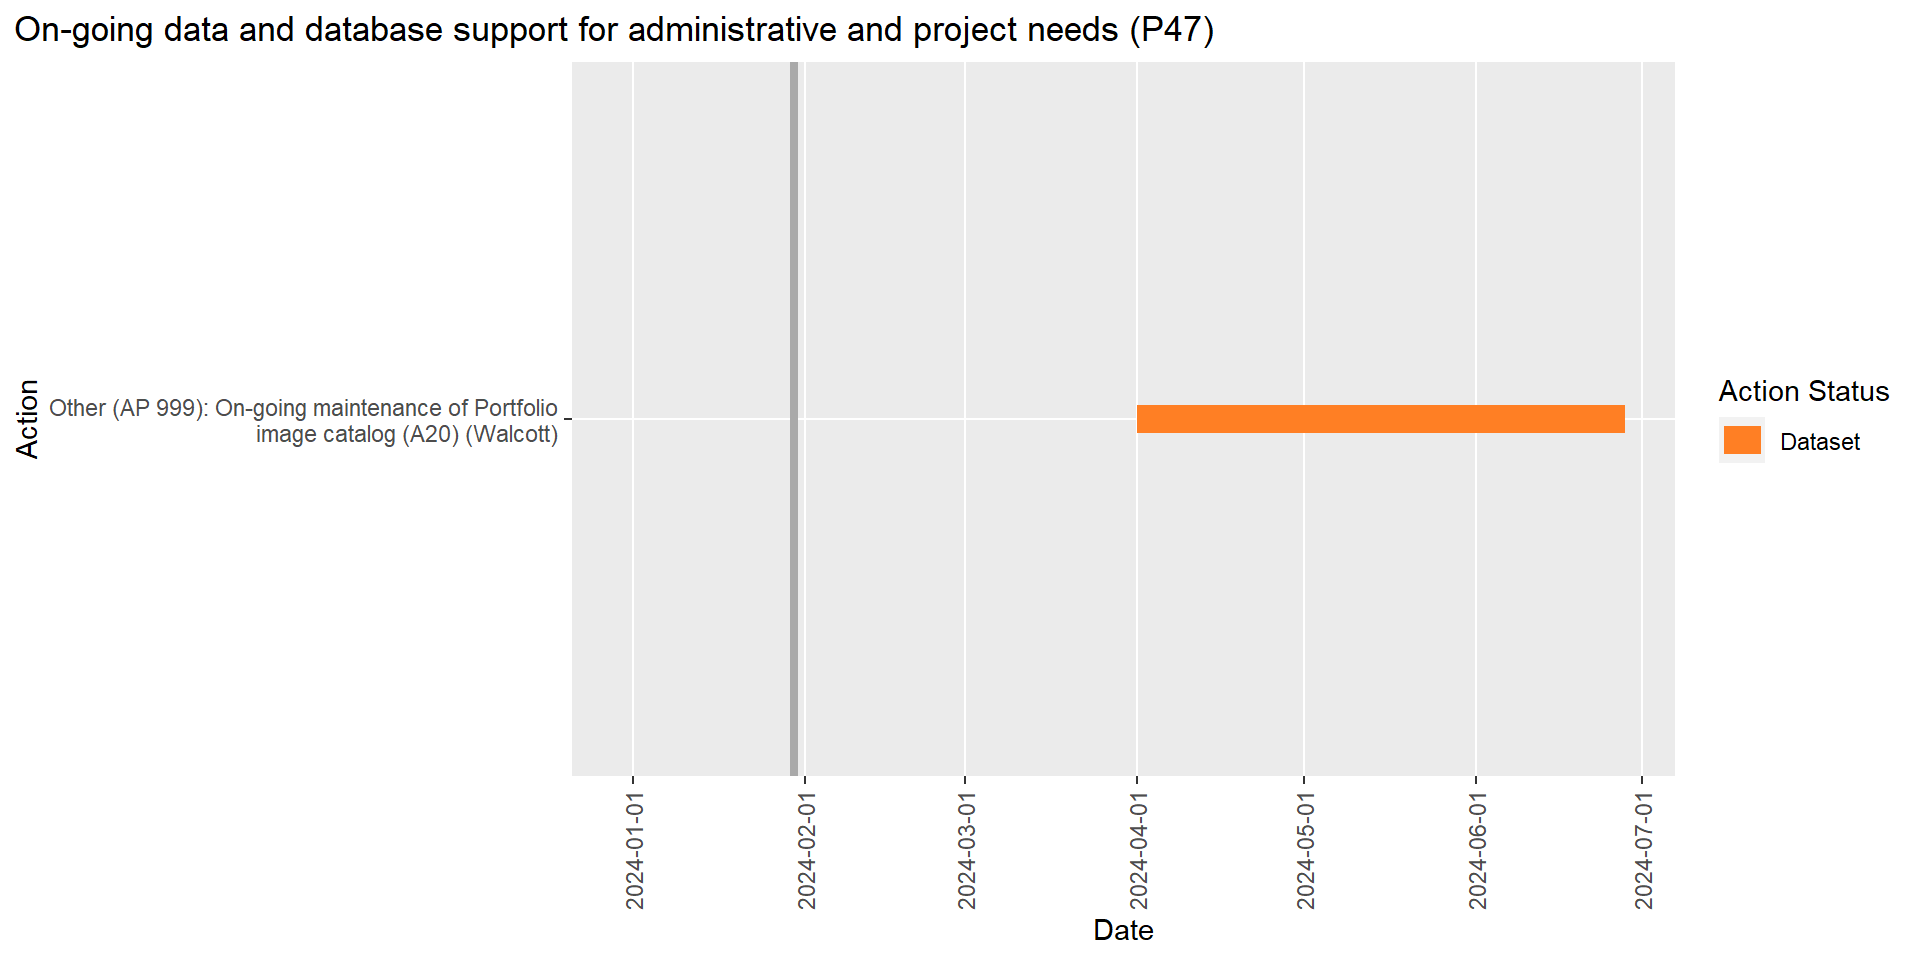 On-going data and database support for administrative and project needs (P47)
Action
Other (AP 999): On-going maintenance of Portfolio
image catalog (A20) (Walcott)
Action Status
Dataset
2024-01-01
2024-02-01
2024-03-01
2024-04-01
2024-05-01
2024-06-01
2024-07-01
Date